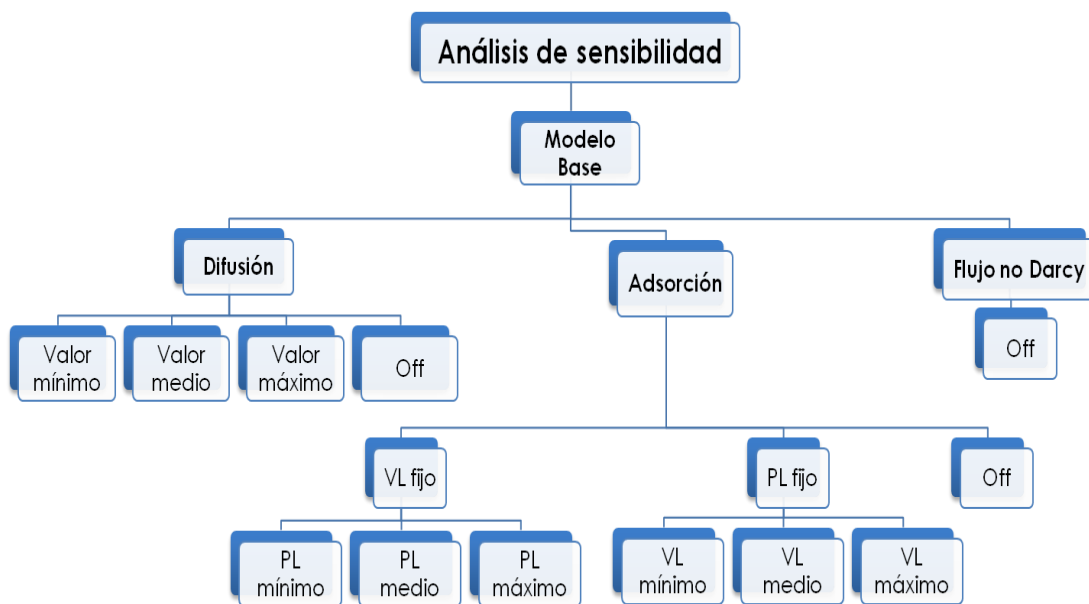 Análisis de sensibilidad
Modelo
Base
Difusión
Adsorción
Flujo no Darcy
Valor
mínimo
Valor
medio
Valor
máximo
Off
Off
VL fijo
PL fijo
Off
PL
mínimo
PL
medio
PL
máximo
VL
mínimo
VL
medio
VL
máximo